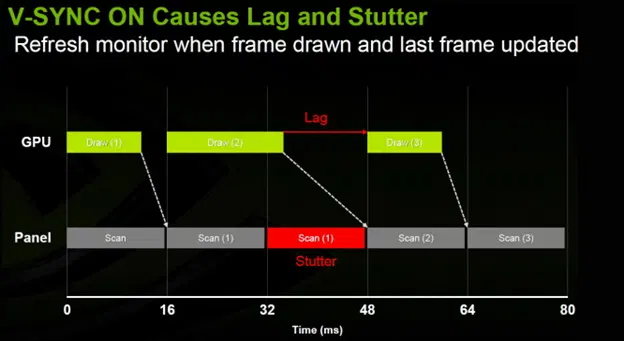 V-SYNC ON Causes Lag and Stutter
Refresh monitor when frame drawn and last frame updated
Lag
GPU
Draw (1)
Draw (2)
Draw (3)
Panel
Scan
Scan (1)
Scan (1)
Scan (2)
Scan (3)
Stutter
0 16 32 48 64 80
Time (ms)